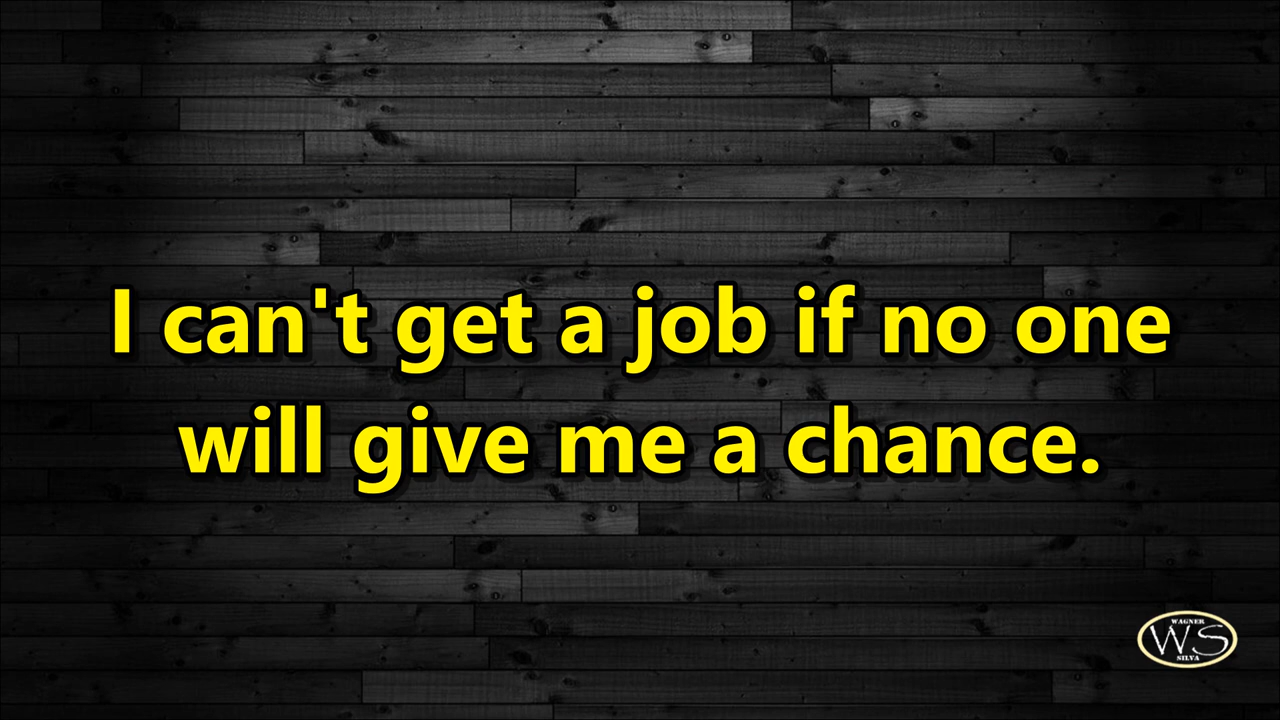 I can't get a job if no one
will give me a chance.
WAGNER
WS
SILVA